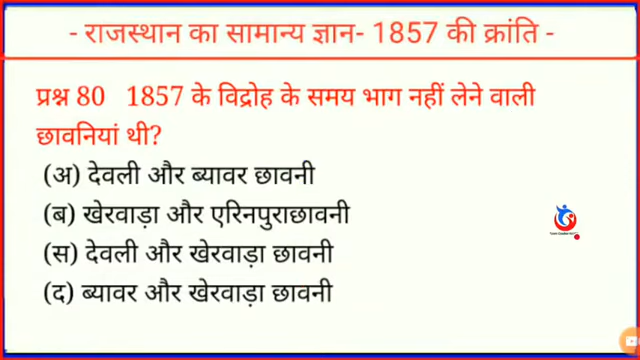 - राजस्थान का सामान्य ज्ञान- 1857 की क्रांति -
प्रश्न 80 1857 के विद्रोह के समय भाग नहीं लेने वाली
छावनियां थी?
(अ) देवली और ब्यावर छावनी
(ब) खेरवाड़ा और एरिनपुराछावनी
(स) देवली और खेरवाड़ा छावनी
(द) ब्यावर और खेरवाड़ा छावनी